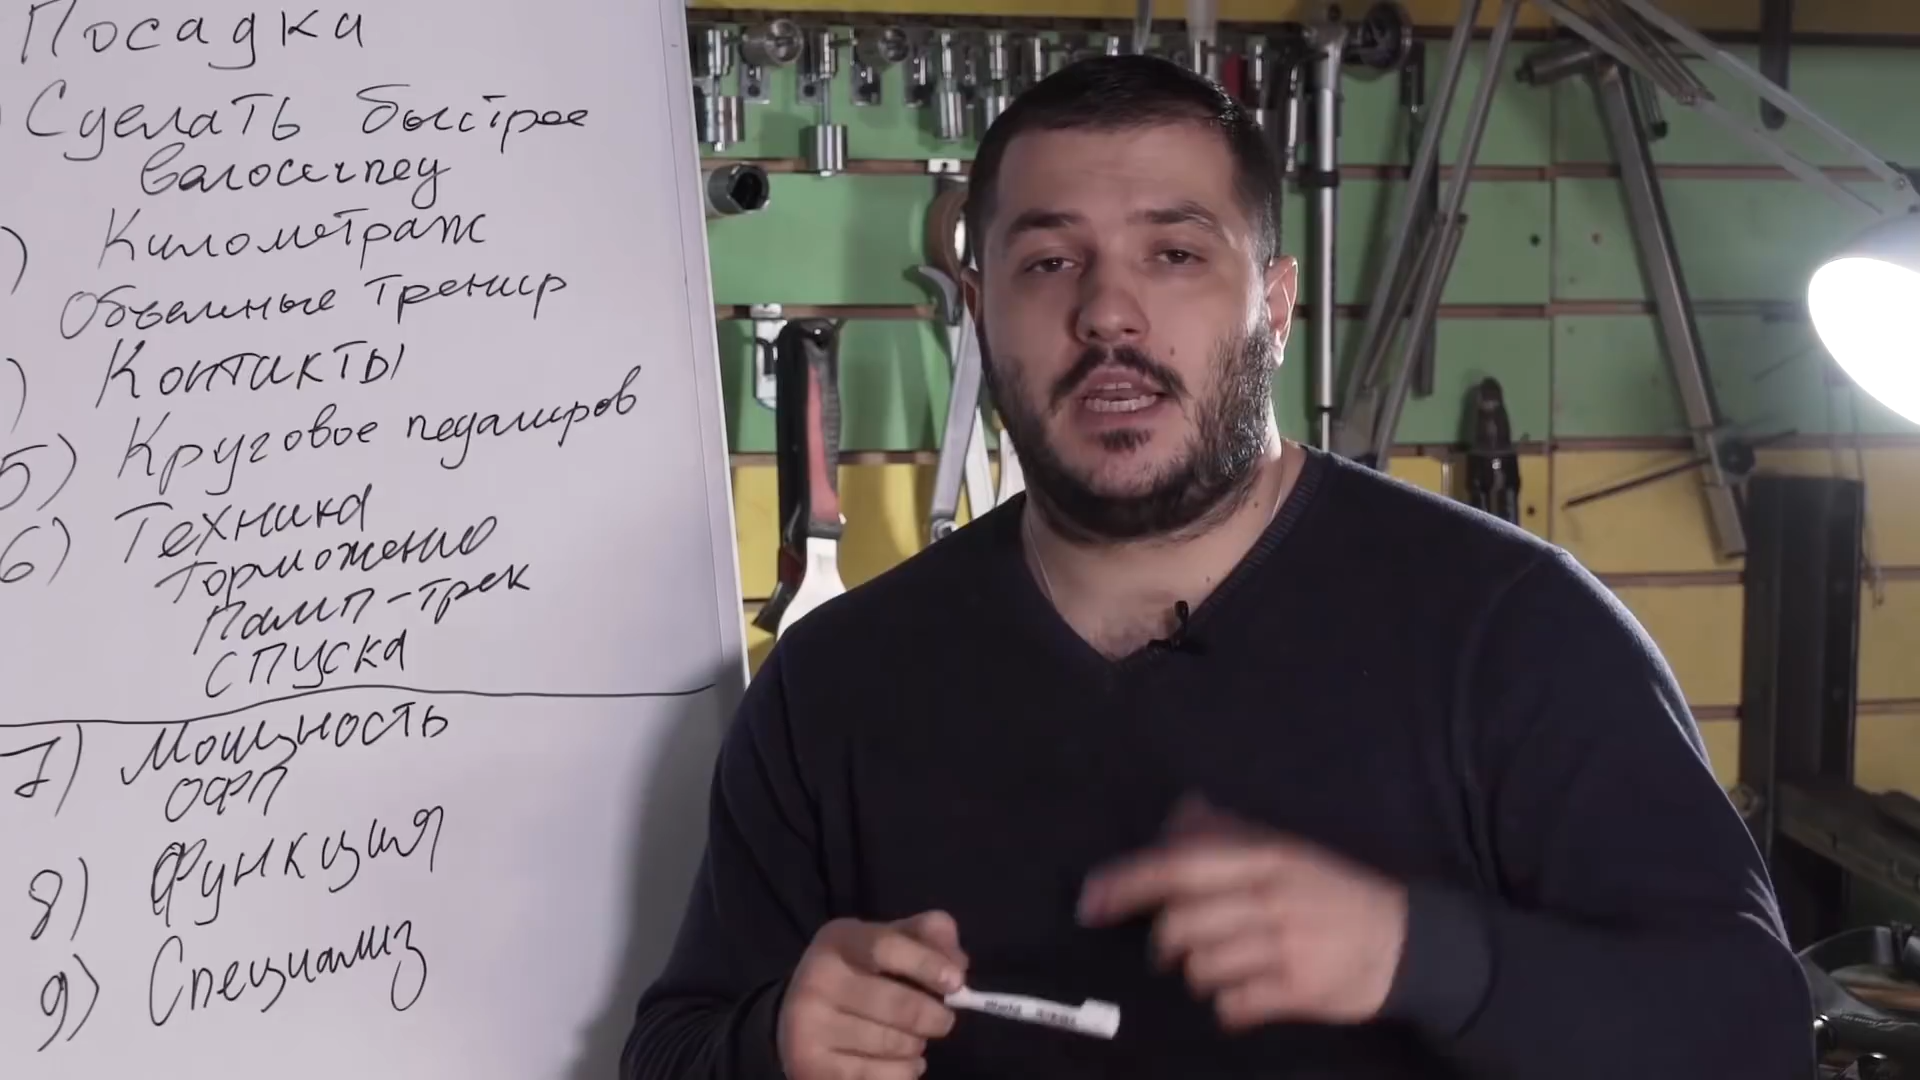 Посадка
Сделать быстрее
велосипед
) Километраж
Объемные тренир
) Контакты
5) Круговое педалиров
6) Техника
торможение
Памп-трек
спуска
7) Мощность
ОФП
8) Функция
9) Специализ